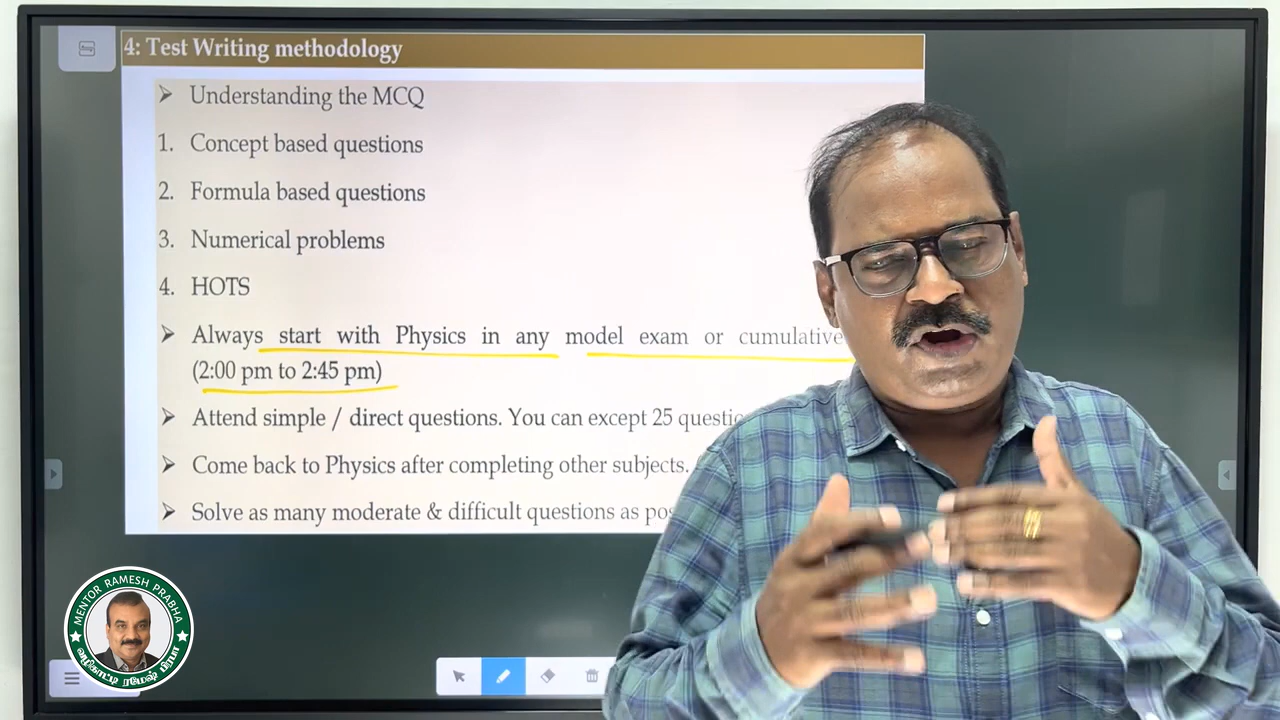 4: Test Writing methodology
➤ Understanding the MCQ
1. Concept based questions
2. Formula based questions
3. Numerical problems
4. HOTS
➤ Always start with Physics in any model exam or cumulative
(2:00 pm to 2:45 pm)
➤ Attend simple / direct questions. You can except 25
➤ Come back to Physics after completing other subjects.
➤ Solve as many moderate & difficult questions as
MENTOR RAMESH PRABHA
வழிகாட்டி ரமேஷ் பிரபா